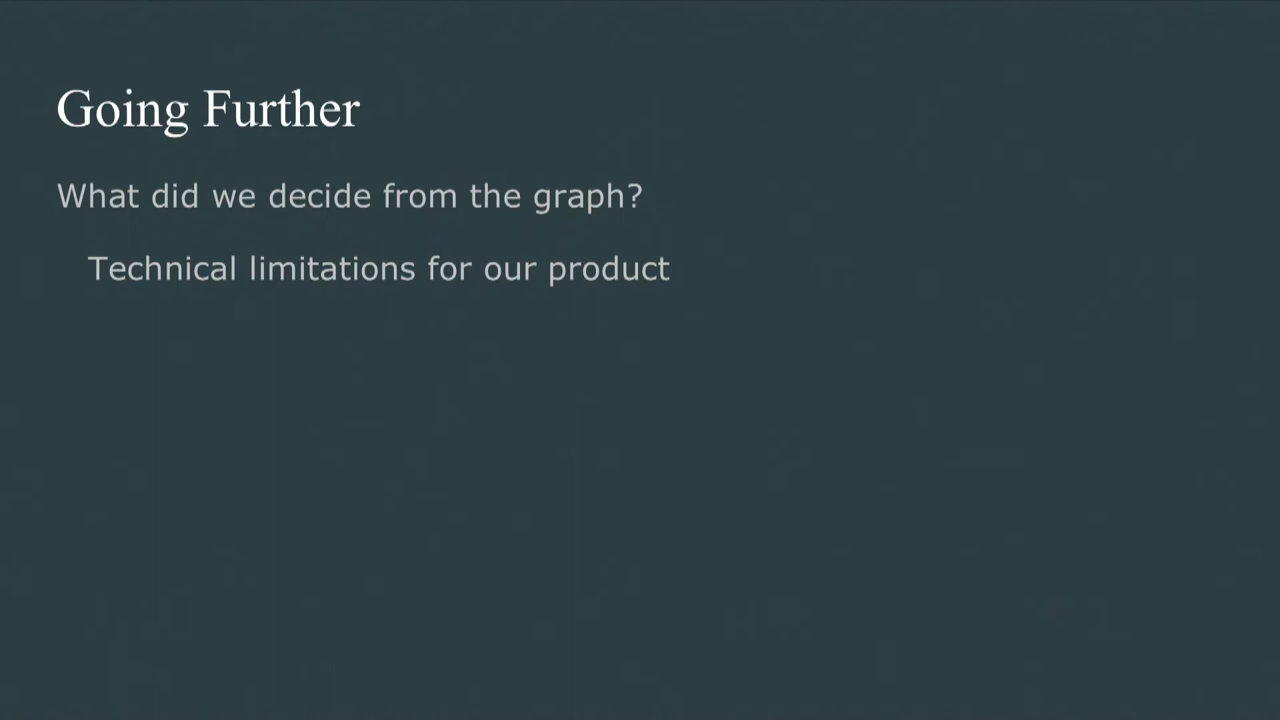 Going Further
What did we decide from the graph?
Technical limitations for our product